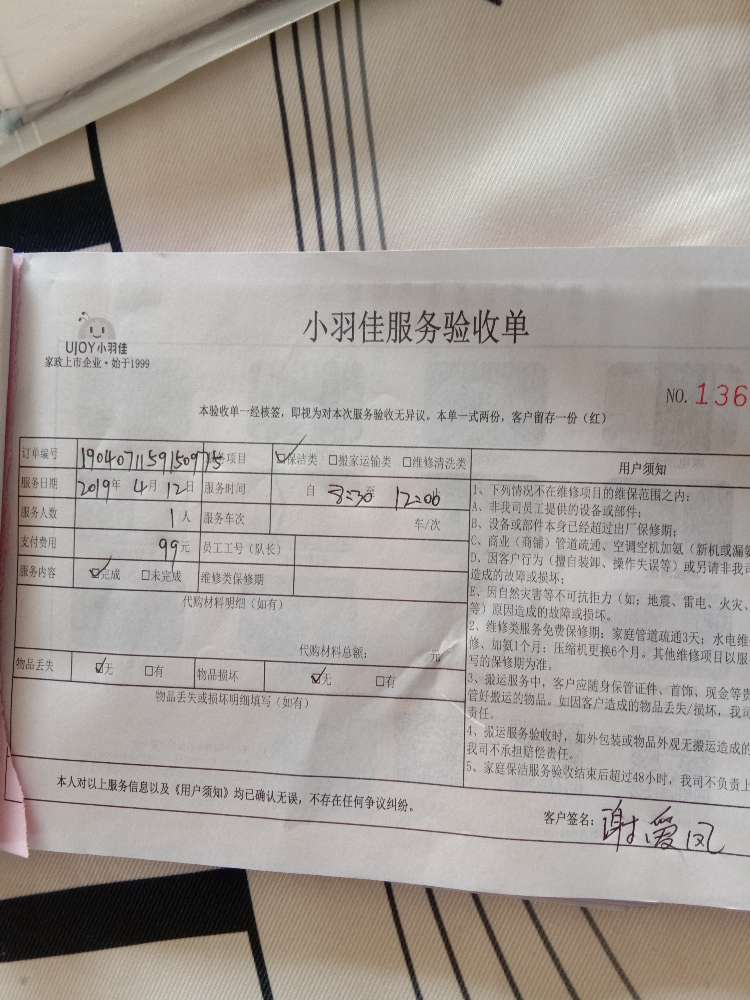 UJOY小羽佳
家政上市企业·始于1999
小羽佳服务验收单
NO. 136
本验收单一经核签，即视为对本次服务验收无异议。本单一式两份，客户留存一份（红）
订单编号 19040711591509715 服务项目 ☑保洁类 □搬家运输类 □维修清洗类
服务日期 2019年 4月 12日 服务时间 自 8:30 至 12:00
服务人数 1人 服务车次 车/次
支付费用 99元 员工工号（队长）
服务内容 ☑完成 □未完成 维修类保修期
代购材料明细（如有）
代购材料总额： 元
物品丢失 ☑无 □有 物品损坏 ☑无 □有
物品丢失或损坏明细填写（如有）
用户须知
1、下列情况不在维修项目的维保范围之内：
A、非我司员工提供的设备或部件；
B、设备或部件本身已经超过出厂保修期；
C、商业（商铺）管道疏通、空调空机加氨（新机或漏氨
D、因客户行为（擅自装卸、操作失误等）或另请非我司
造成的故障或损坏；
E、因自然灾害等不可抗拒力（如：地震、雷电、火灾、
等）原因造成的故障或损坏。
2、维修类服务免费保修期：家庭管道疏通3天；水电维
修、加氨1个月；压缩机更换6个月。其他维修项目以服
写的保修期为准。
3、搬运服务中，客户应随身保管证件、首饰、现金等贵
管好搬运的物品。如因客户造成的物品丢失/损坏，我司
责任。
4、搬运服务验收时，如外包装或物品外观无搬运造成的
我司不承担赔偿责任。
5、家庭保洁服务验收结束后超过48小时，我司不负责上
本人对以上服务信息以及《用户须知》均已确认无误，不存在任何争议纠纷。
客户签名：谢爱凤